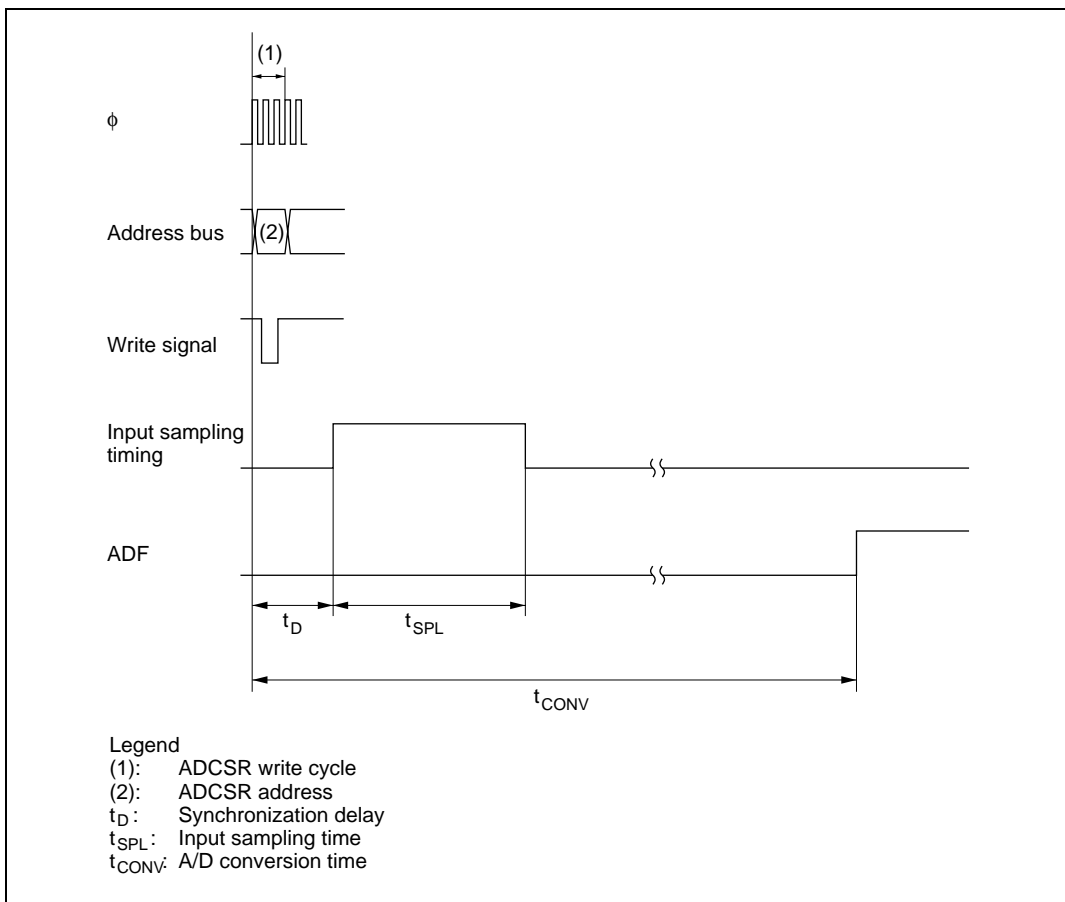 (1)
φ
Address bus
(2)
Write signal
Input sampling
timing
ADF
tD
tSPL
tCONV
Legend
(1): ADCSR write cycle
(2): ADCSR address
tD : Synchronization delay
tSPL : Input sampling time
tCONV: A/D conversion time